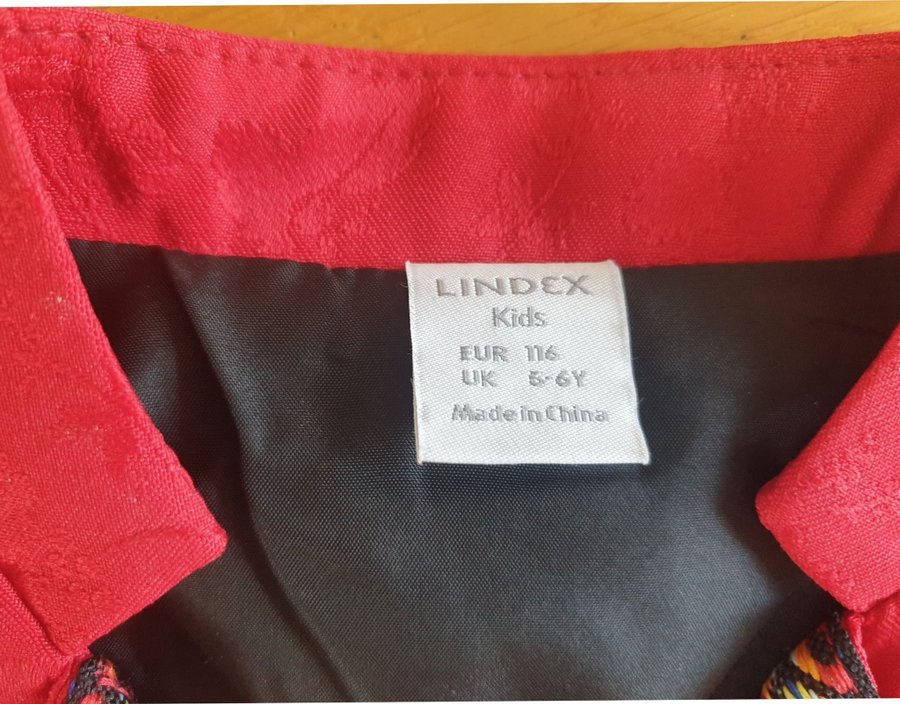 LINDEX
Kids
EUR 116
UK 5-6Y
Made in China